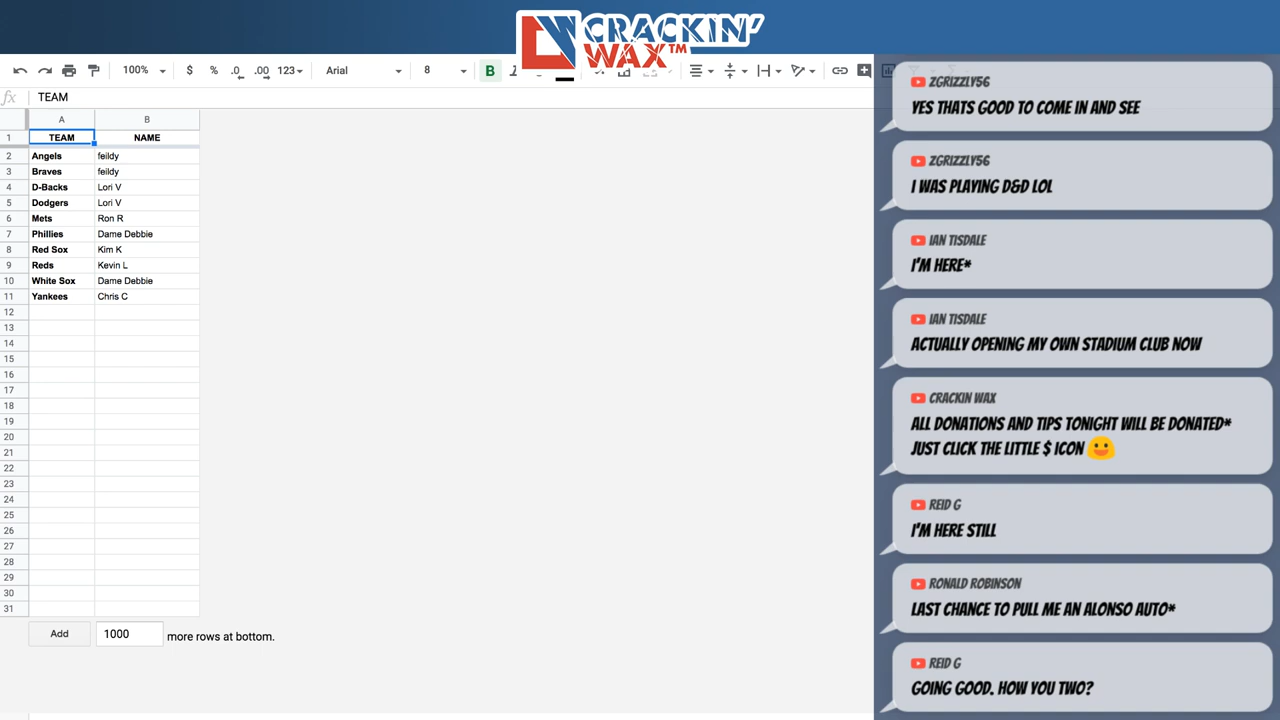 CRACKIN'
WAX™
100%
$ % .0 .00 123
Arial
8
B
fx TEAM
A B
1 TEAM NAME
2 Angels feildy
3 Braves feildy
4 D-Backs Lori V
5 Dodgers Lori V
6 Mets Ron R
7 Phillies Dame Debbie
8 Red Sox Kim K
9 Reds Kevin L
10 White Sox Dame Debbie
11 Yankees Chris C
12
13
14
15
16
17
18
19
20
21
22
23
24
25
26
27
28
29
30
31
Add 1000 more rows at bottom.
ZGRIZZLY56
YES THATS GOOD TO COME IN AND SEE
ZGRIZZLY56
I WAS PLAYING D&D LOL
IAN TISDALE
I'M HERE*
IAN TISDALE
ACTUALLY OPENING MY OWN STADIUM CLUB NOW
CRACKIN WAX
ALL DONATIONS AND TIPS TONIGHT WILL BE DONATED*
JUST CLICK THE LITTLE $ ICON
REID G
I'M HERE STILL
RONALD ROBINSON
LAST CHANCE TO PULL ME AN ALONSO AUTO*
REID G
GOING GOOD. HOW YOU TWO?